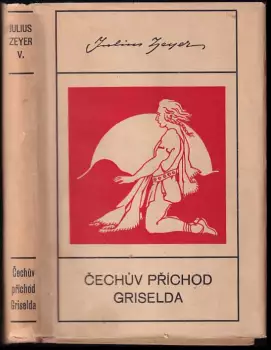 JULIUS
ZEYER
V.
Čechův
příchod
Griselda
Julius Zeyer
ČECHŮV PŘÍCHOD
GRISELDA